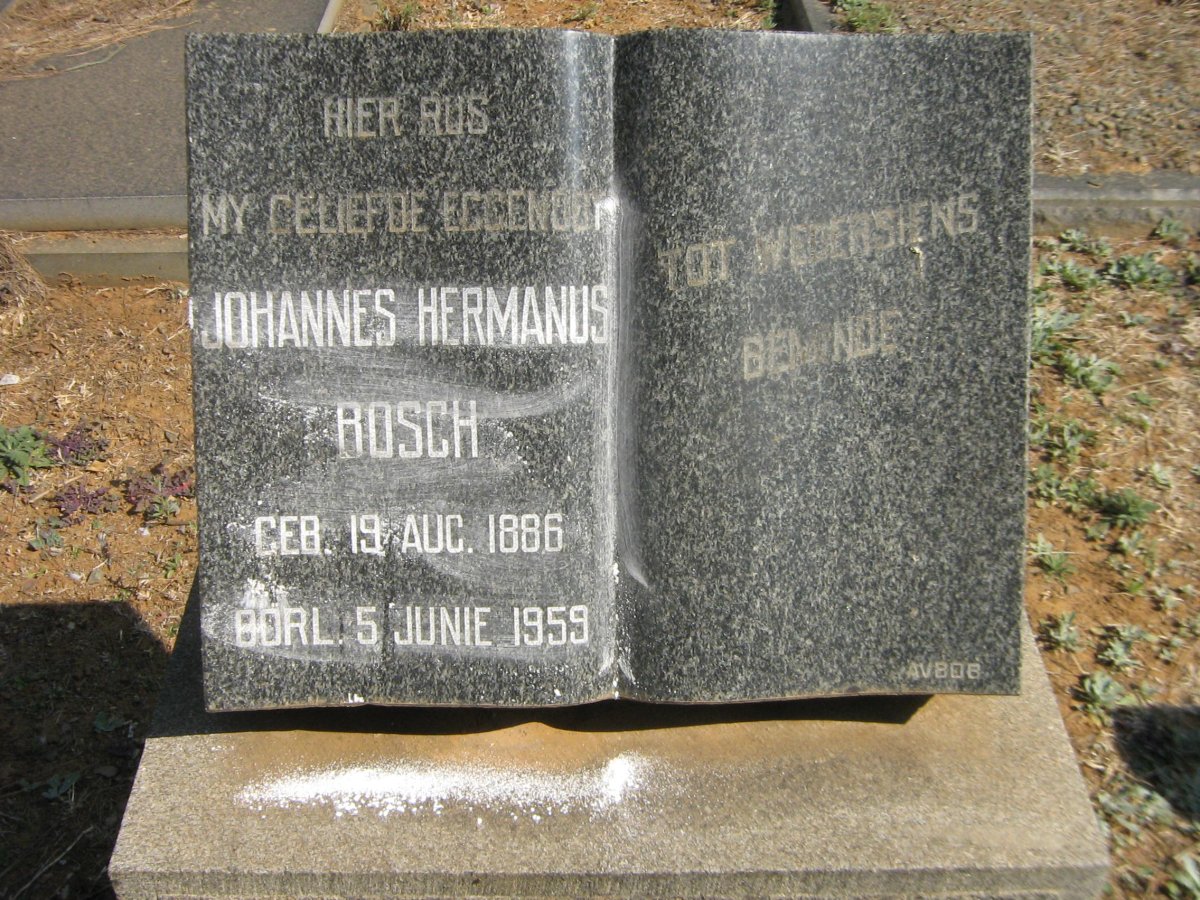 HIER RUS
MY GELIEFDE EGGENOOT
JOHANNES HERMANUS
BOSCH
GEB. 19 AUG. 1886
OORL. 5 JUNIE 1959
TOT WEDERSIENS
BEMINDE
AVBOB